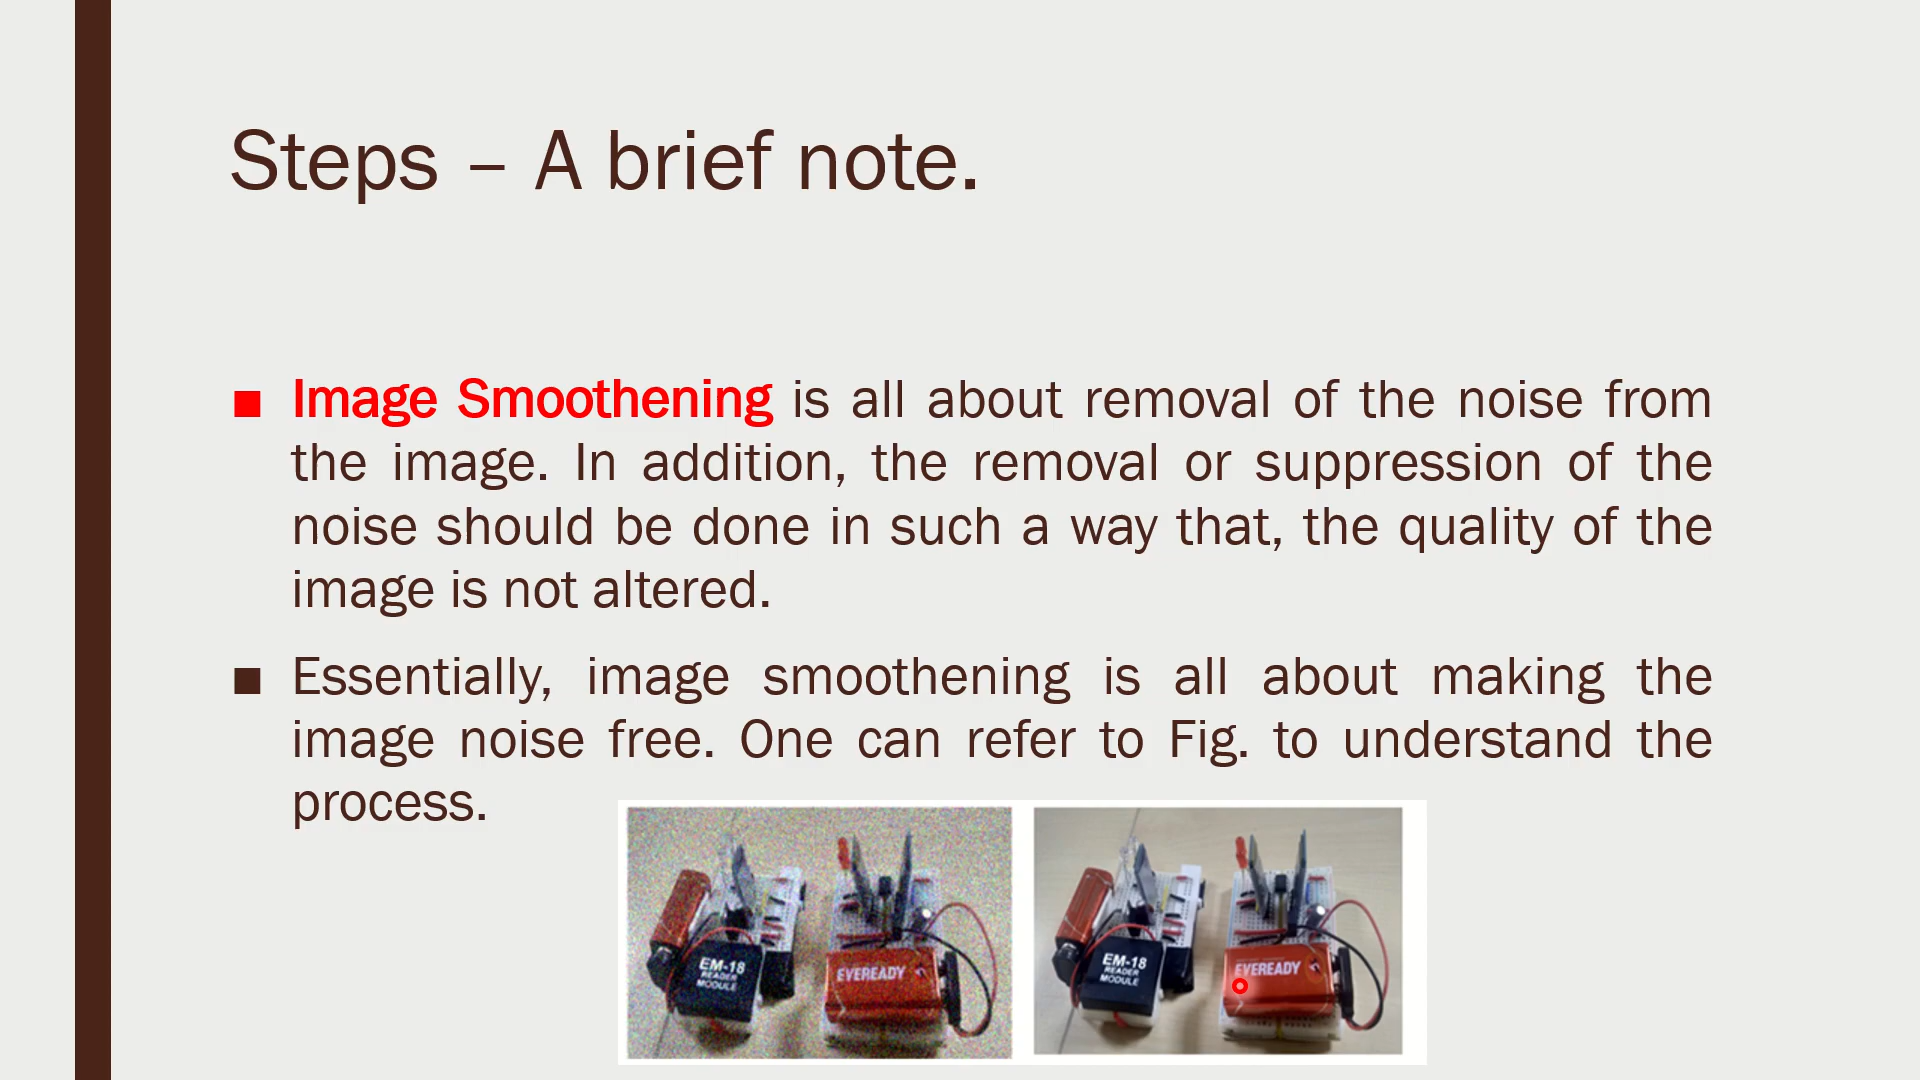 Steps – A brief note.
■ Image Smoothening is all about removal of the noise from
the image. In addition, the removal or suppression of the
noise should be done in such a way that, the quality of the
image is not altered.
■ Essentially, image smoothening is all about making the
image noise free. One can refer to Fig. to understand the
process.
EM-18
READER
MODULE
EVEREADY
EM-18
READER
MODULE
EVEREADY